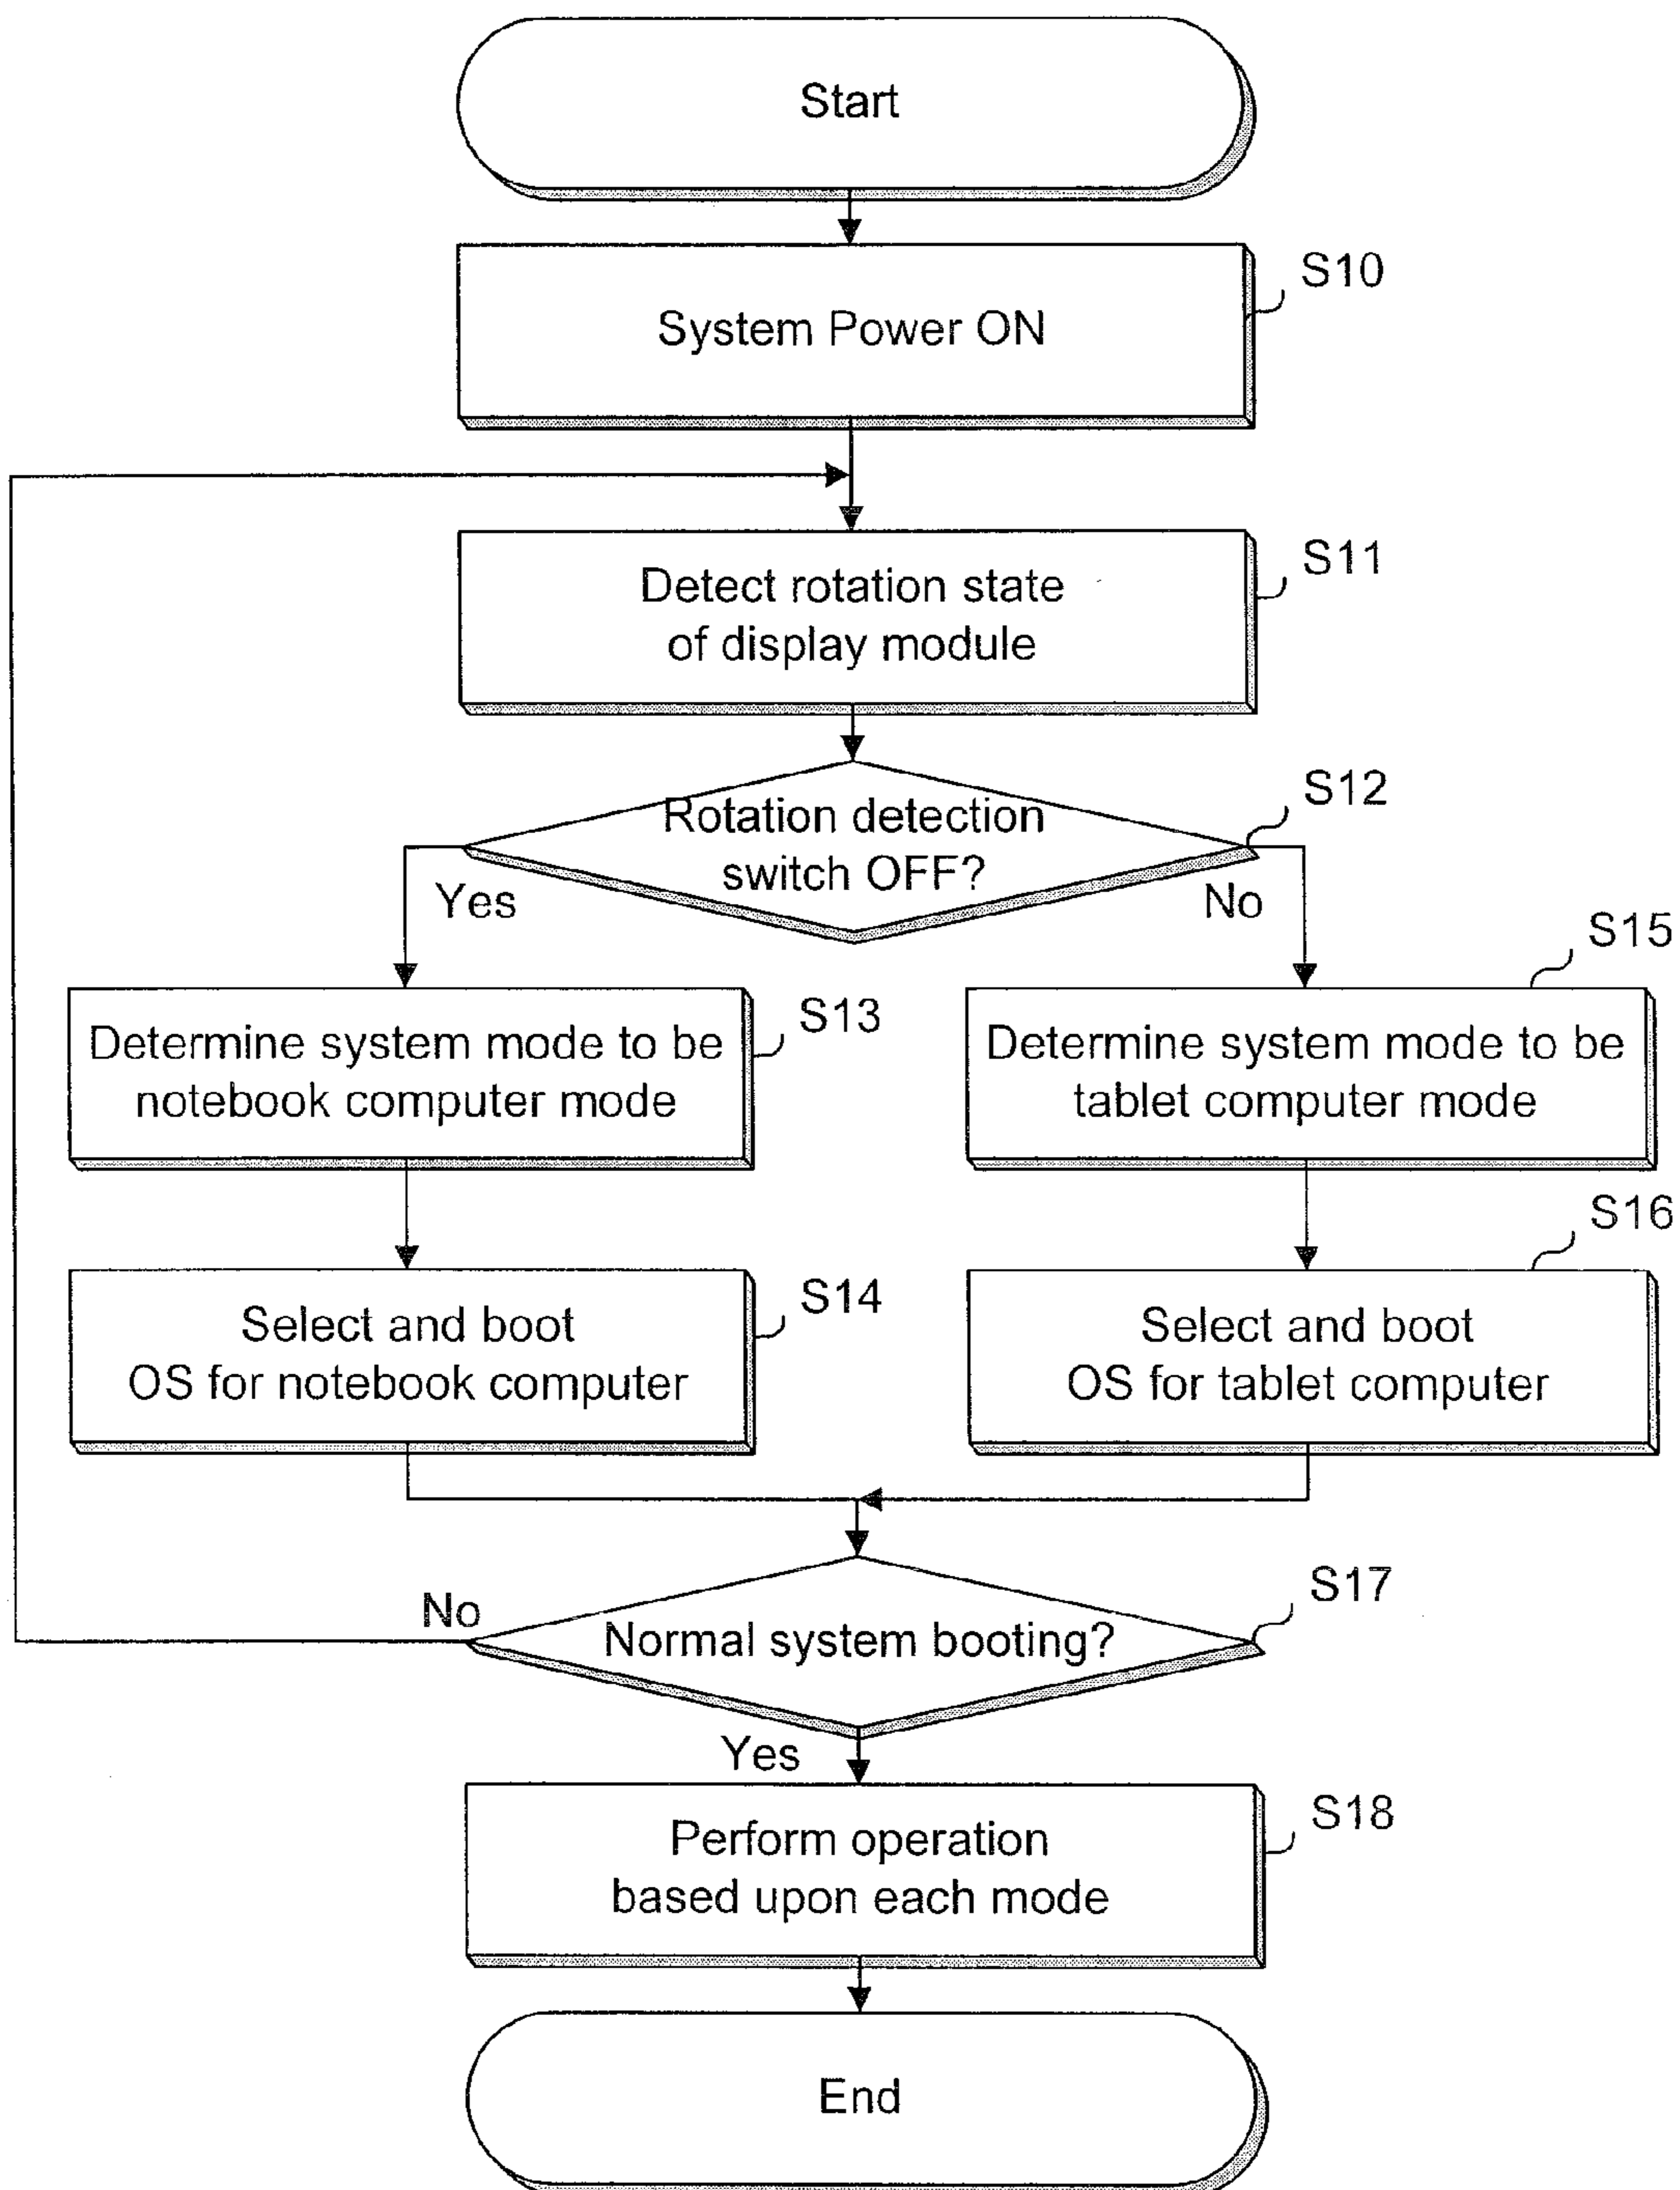 Start
S10
System Power ON
S11
Detect rotation state
of display module
S12
Rotation detection
switch OFF?
Yes
No
S13
Determine system mode to be
notebook computer mode
S15
Determine system mode to be
tablet computer mode
S14
Select and boot
OS for notebook computer
S16
Select and boot
OS for tablet computer
S17
No
Normal system booting?
Yes
S18
Perform operation
based upon each mode
End